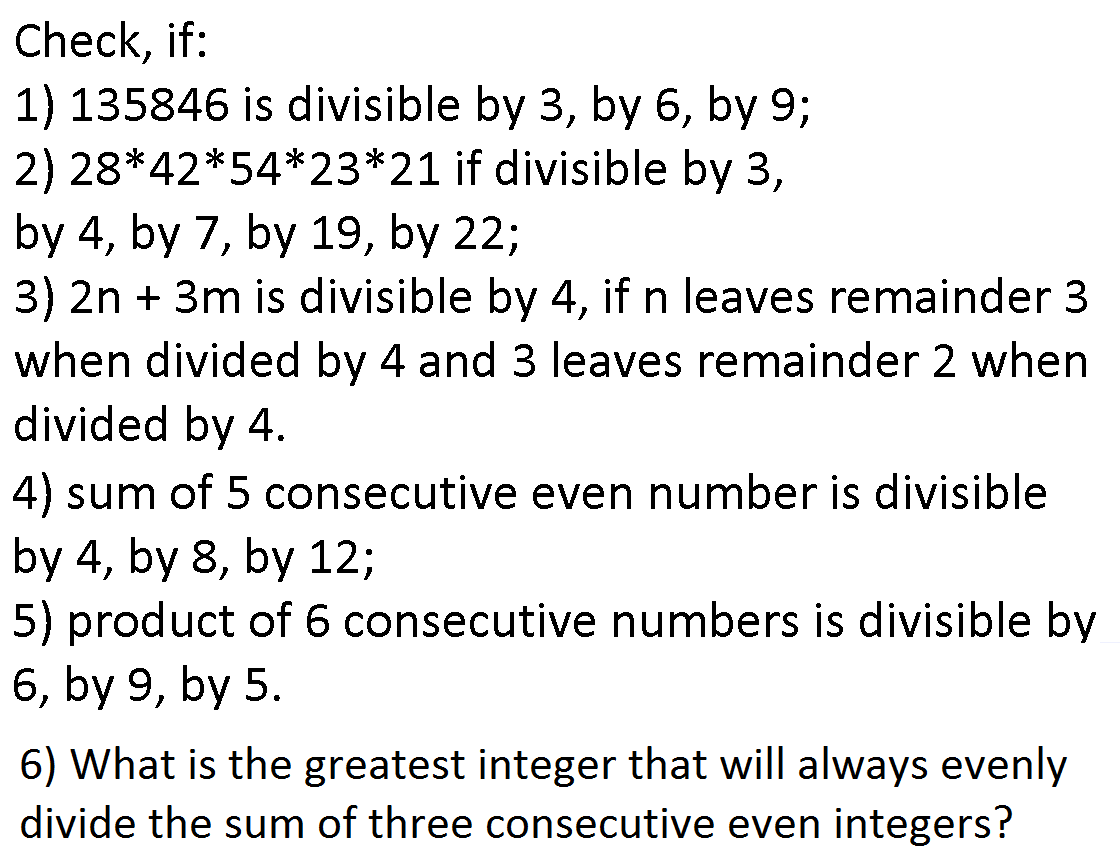 Check, if:
1) 135846 is divisible by 3, by 6, by 9;
2) 28*42*54*23*21 if divisible by 3,
by 4, by 7, by 19, by 22;
3) 2n + 3m is divisible by 4, if n leaves remainder 3
when divided by 4 and 3 leaves remainder 2 when
divided by 4.
4) sum of 5 consecutive even number is divisible
by 4, by 8, by 12;
5) product of 6 consecutive numbers is divisible by
6, by 9, by 5.
6) What is the greatest integer that will always evenly
divide the sum of three consecutive even integers?